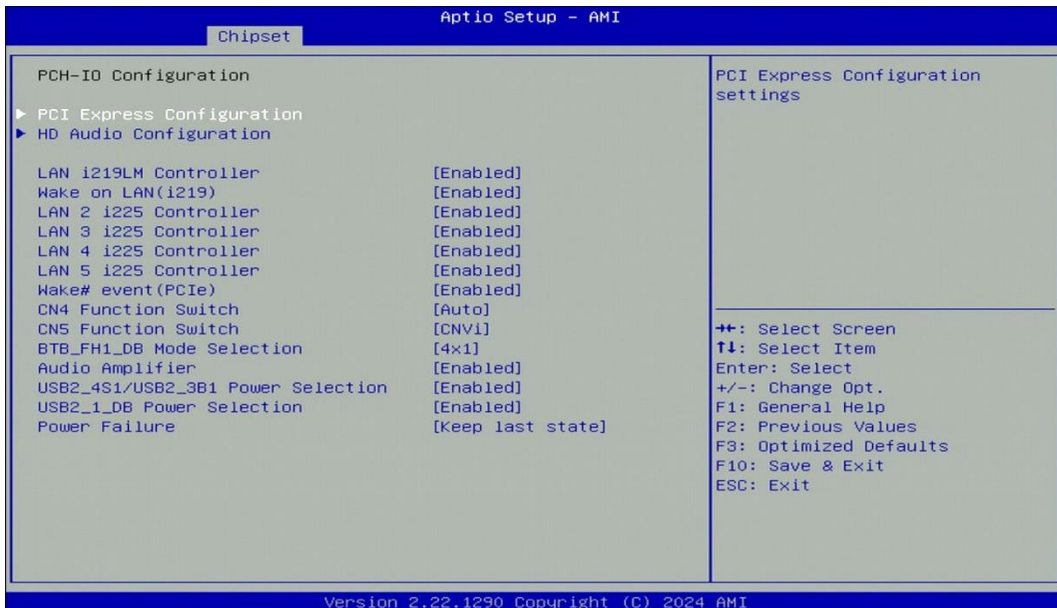 Aptio Setup - AMI
Chipset
PCH-IO Configuration
PCI Express Configuration
HD Audio Configuration
LAN i219LM Controller [Enabled]
Wake on LAN(i219) [Enabled]
LAN 2 i225 Controller [Enabled]
LAN 3 i225 Controller [Enabled]
LAN 4 i225 Controller [Enabled]
LAN 5 i225 Controller [Enabled]
Wake# event(PCIe) [Enabled]
CN4 Function Switch [Auto]
CN5 Function Switch [CNVi]
BTB_FH1_DB Mode Selection [4x1]
Audio Amplifier [Enabled]
USB2_4S1/USB2_3B1 Power Selection [Enabled]
USB2_1_DB Power Selection [Enabled]
Power Failure [Keep last state]
PCI Express Configuration
settings
→←: Select Screen
↑↓: Select Item
Enter: Select
+/-: Change Opt.
F1: General Help
F2: Previous Values
F3: Optimized Defaults
F10: Save & Exit
ESC: Exit
Version 2.22.1290 Copyright (C) 2024 AMI